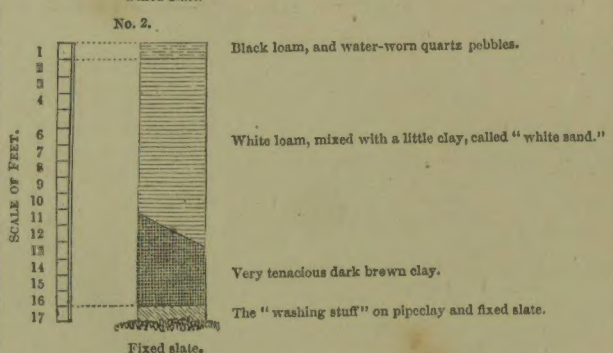 No. 2.
Black loam, and water-worn quartz pebbles.
White loam, mixed with a little clay, called "white sand."
Very tenacious dark brown clay.
The "washing stuff" on pipeclay and fixed slate.
Fixed slate.
SCALE OF FEET.
1
2
3
4
6
7
8
9
10
11
12
13
14
15
16
17